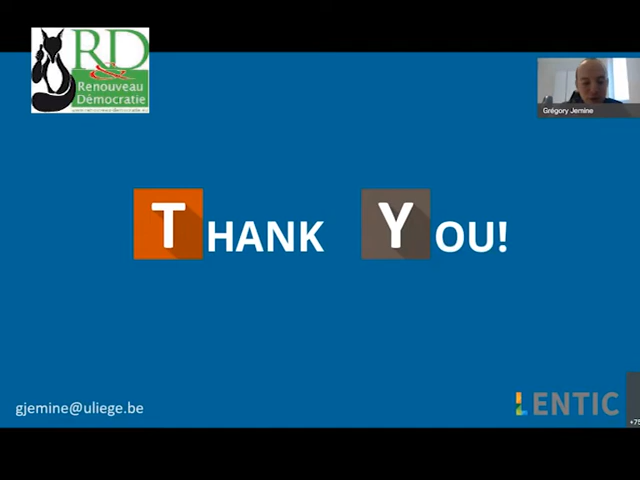 R&D
Renouveau
Démocratie
Grégory Jemine
THANK YOU!
gjemine@uliege.be
LENTIC